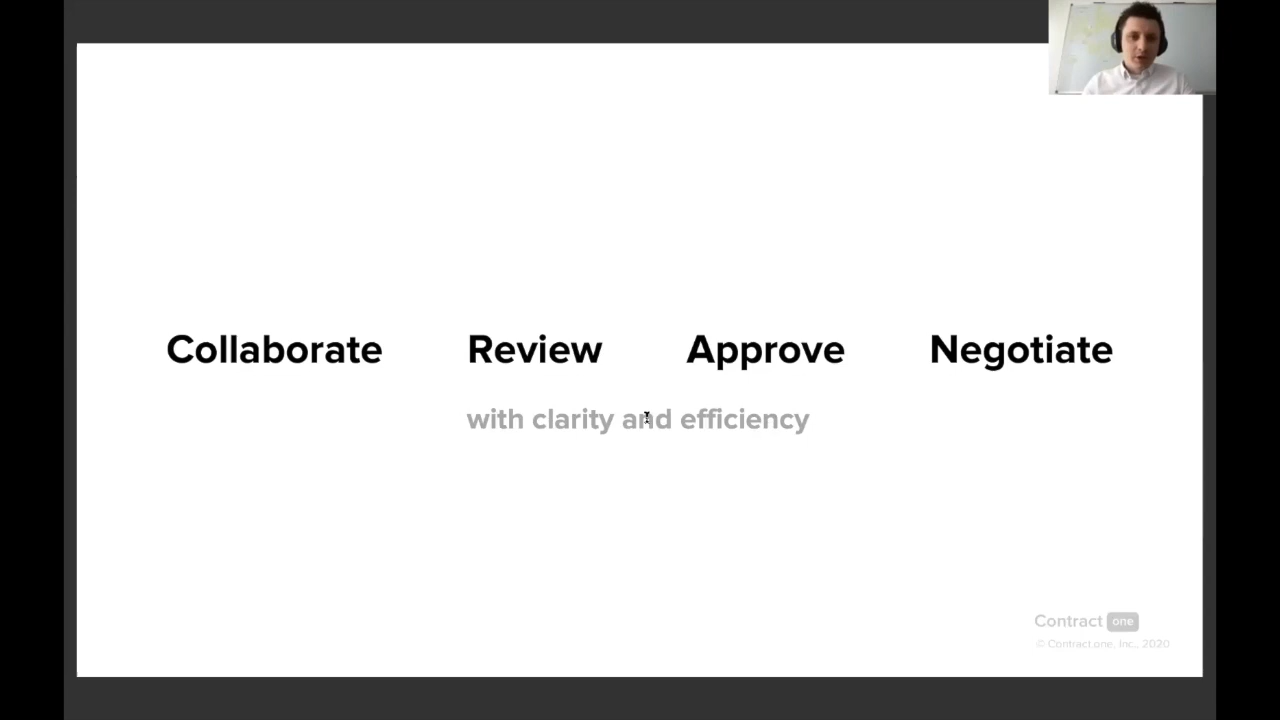 Collaborate Review Approve Negotiate
with clarity and efficiency
Contract one
© Contract.one, Inc., 2020